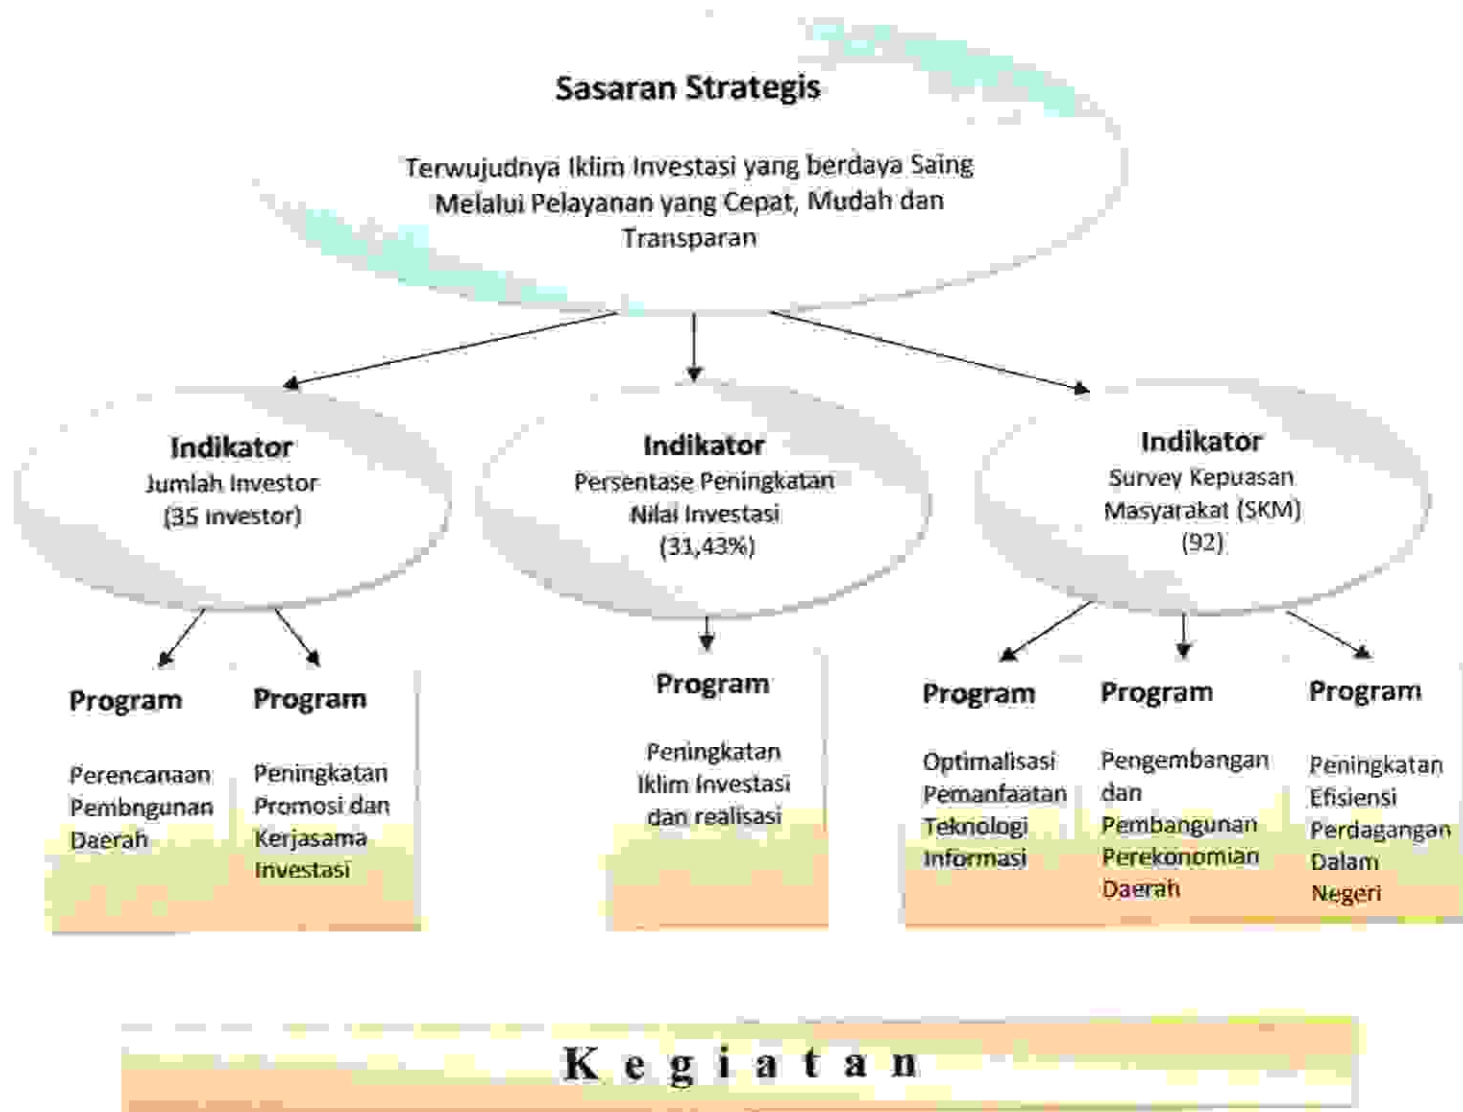 Sasaran Strategis
Terwujudnya Iklim Investasi yang berdaya Saing
Melalui Pelayanan yang Cepat, Mudah dan
Transparan
Indikator
Jumlah Investor
(35 investor)
Indikator
Persentase Peningkatan
Nilai Investasi
(31,43%)
Indikator
Survey Kepuasan
Masyarakat (SKM)
(92)
Program
Perencanaan
Pembngunan
Daerah
Program
Peningkatan
Promosi dan
Kerjasama
Investasi
Program
Peningkatan
Iklim Investasi
dan realisasi
Program
Optimalisasi
Pemanfaatan
Teknologi
Informasi
Program
Pengembangan
dan
Pembangunan
Perekonomian
Daerah
Program
Peningkatan
Efisiensi
Perdagangan
Dalam
Negeri
Kegiatan